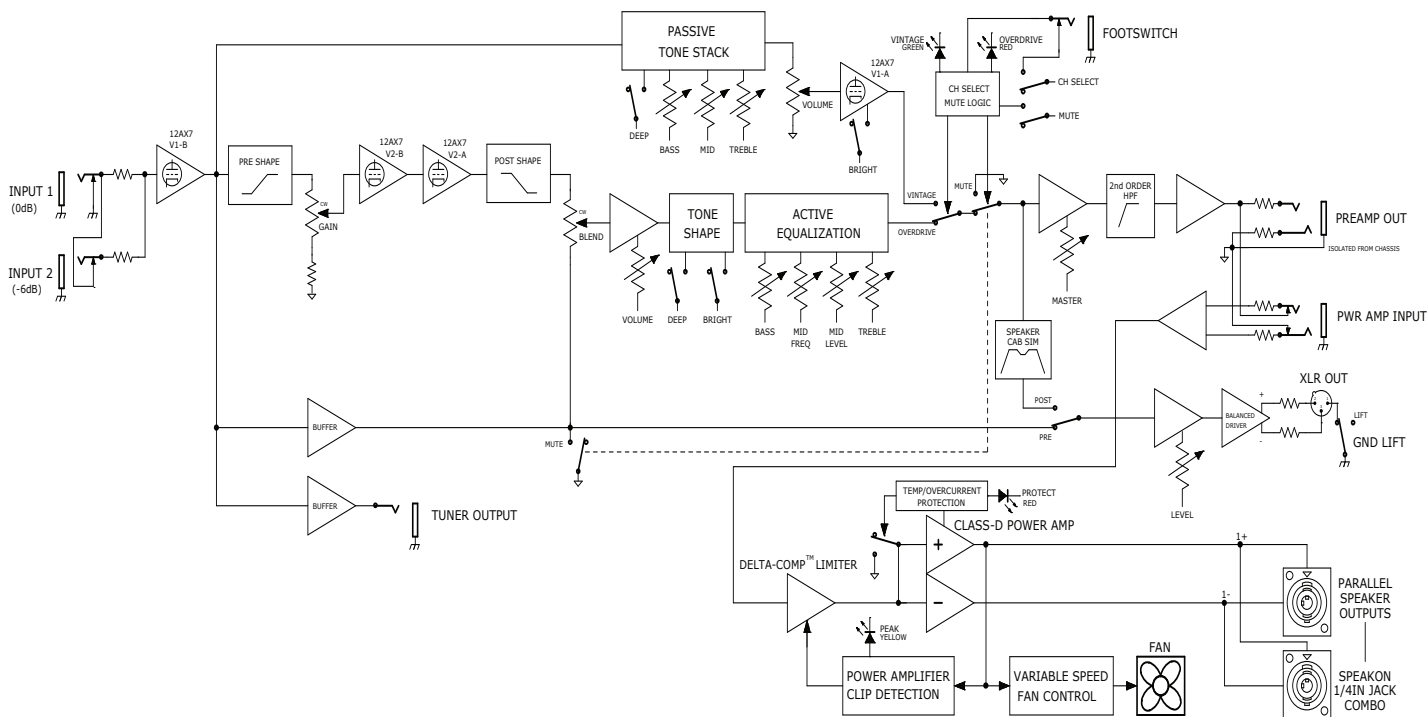 PASSIVE
TONE STACK
DEEP
BASS
MID
TREBLE
VOLUME
12AX7
V1-A
BRIGHT
VINTAGE
GREEN
OVERDRIVE
RED
CH SELECT
MUTE LOGIC
FOOTSWITCH
CH SELECT
MUTE
INPUT 1
(0dB)
INPUT 2
(-6dB)
12AX7
V1-B
PRE SHAPE
CW
GAIN
12AX7
V2-B
12AX7
V2-A
POST SHAPE
CW
BLEND
VOLUME
TONE
SHAPE
DEEP
BRIGHT
ACTIVE
EQUALIZATION
BASS
MID
FREQ
MID
LEVEL
TREBLE
VINTAGE
OVERDRIVE
MUTE
MASTER
2nd ORDER
HPF
PREAMP OUT
ISOLATED FROM CHASSIS
PWR AMP INPUT
SPEAKER
CAB SIM
POST
PRE
LEVEL
BALANCED
DRIVER
+
-
XLR OUT
LIFT
GND LIFT
BUFFER
MUTE
BUFFER
TUNER OUTPUT
TEMP/OVERCURRENT
PROTECTION
PROTECT
RED
CLASS-D POWER AMP
DELTA-COMP™ LIMITER
+
-
1+
1-
PARALLEL
SPEAKER
OUTPUTS
SPEAKON
1/4IN JACK
COMBO
PEAK
YELLOW
POWER AMPLIFIER
CLIP DETECTION
VARIABLE SPEED
FAN CONTROL
FAN